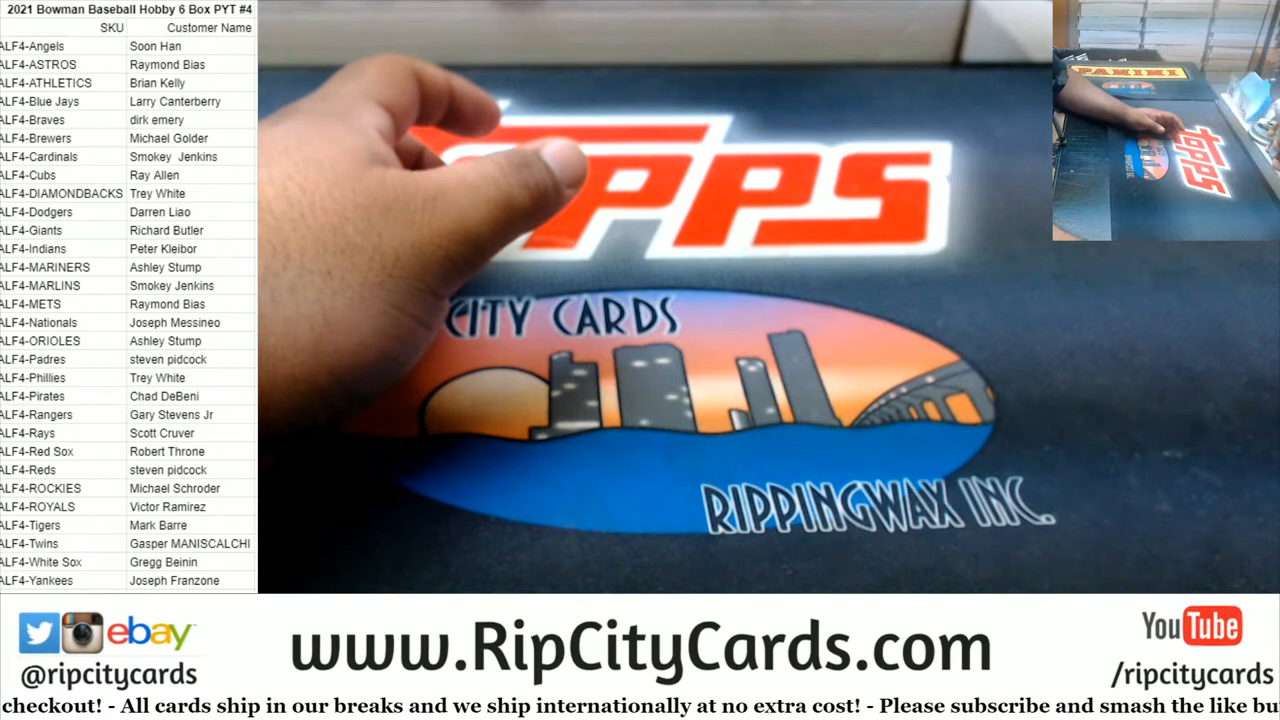 2021 Bowman Baseball Hobby 6 Box PYT #4
SKU Customer Name
ALF4-Angels Soon Han
ALF4-ASTROS Raymond Bias
ALF4-ATHLETICS Brian Kelly
ALF4-Blue Jays Larry Canterberry
ALF4-Braves dirk emery
ALF4-Brewers Michael Golder
ALF4-Cardinals Smokey Jenkins
ALF4-Cubs Ray Allen
ALF4-DIAMONDBACKS Trey White
ALF4-Dodgers Darren Liao
ALF4-Giants Richard Butler
ALF4-Indians Peter Kleibor
ALF4-MARINERS Ashley Stump
ALF4-MARLINS Smokey Jenkins
ALF4-METS Raymond Bias
ALF4-Nationals Joseph Messineo
ALF4-ORIOLES Ashley Stump
ALF4-Padres steven pidcock
ALF4-Phillies Trey White
ALF4-Pirates Chad DeBeni
ALF4-Rangers Gary Stevens Jr
ALF4-Rays Scott Cruver
ALF4-Red Sox Robert Throne
ALF4-Reds steven pidcock
ALF4-ROCKIES Michael Schroder
ALF4-ROYALS Victor Ramirez
ALF4-Tigers Mark Barre
ALF4-Twins Gasper MANISCALCHI
ALF4-White Sox Gregg Beinin
ALF4-Yankees Joseph Franzone
CITY CARDS
RIPPINGWAX INC.
PANINI
TOPPS
ebay
@ripcitycards
www.RipCityCards.com
YouTube
/ripcitycards
checkout! - All cards ship in our breaks and we ship internationally at no extra cost! - Please subscribe and smash the like bu